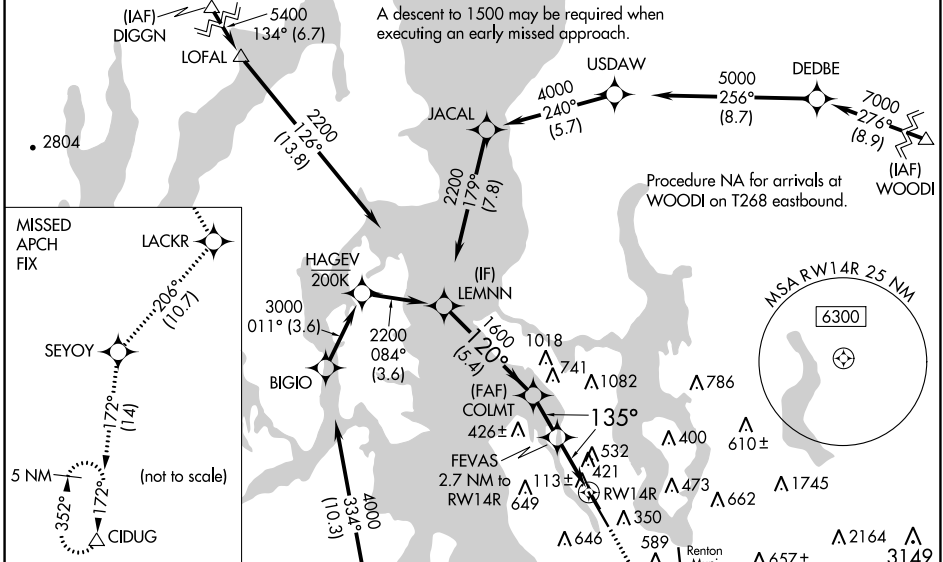 (IAF)
DIGGN
5400
134° (6.7)
LOFAL
A descent to 1500 may be required when
executing an early missed approach.
USDAW
DEDBE
4000
240°
(5.7)
5000
256°
(8.7)
7000
276°
(8.9)
(IAF)
WOODI
JACAL
2804
2200
126°
(13.8)
2200
179°
(7.8)
Procedure NA for arrivals at
WOODI on T268 eastbound.
MISSED
APCH
FIX
LACKR
206°
(10.7)
SEYOY
172°
(14)
5 NM
(not to scale)
352°
172°
CIDUG
HAGEV
200K
(IF)
LEMNN
3000
011° (3.6)
2200
084°
(3.6)
BIGIO
1600
120°
(5.4)
MSA RW14R 25 NM
6300
1018
741
1082
786
(FAF)
COLMT
135°
426±
400
610±
FEVAS
2.7 NM to
RW14R
532
421
113±
649
RW14R
473
662
1745
350
646
589
4000
334°
(10.3)
Renton
657±
2164
3149